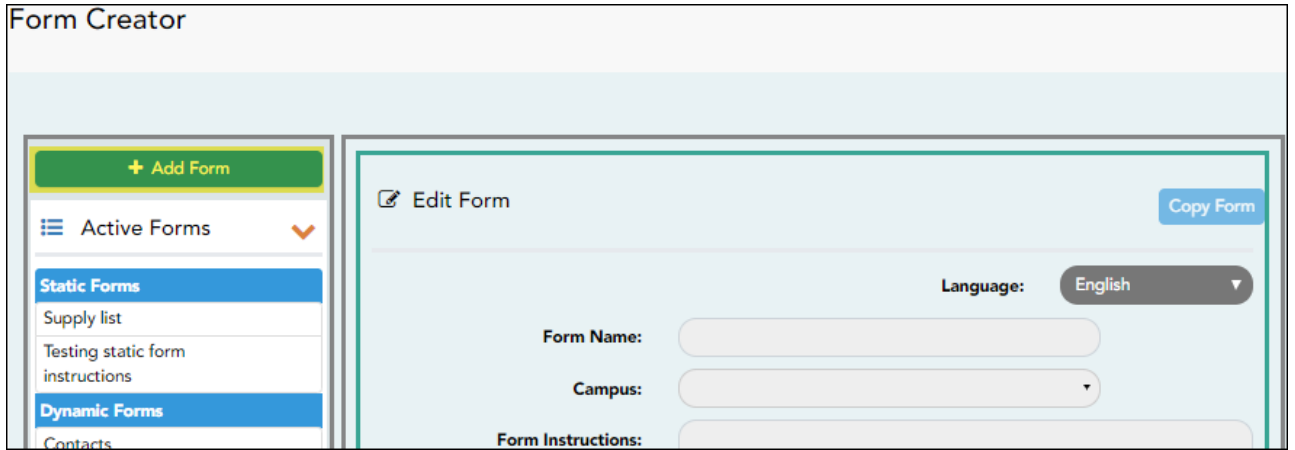 Form Creator
+ Add Form
Active Forms
Static Forms
Supply list
Testing static form
instructions
Dynamic Forms
Contacts
Edit Form
Copy Form
Language:
English
Form Name:
Campus:
Form Instructions: